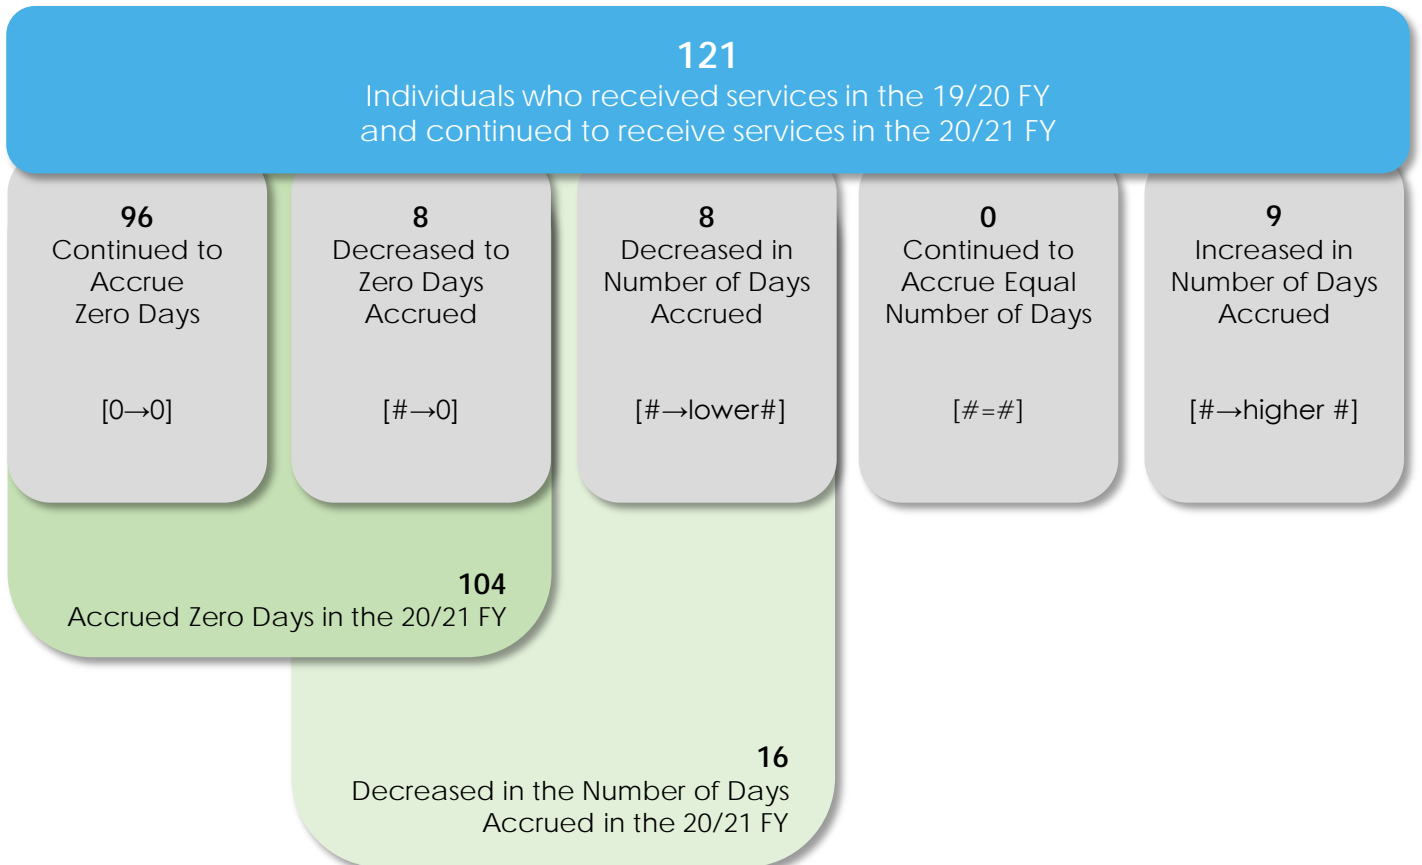 121
Individuals who received services in the 19/20 FY
and continued to receive services in the 20/21 FY
96
Continued to
Accrue
Zero Days
[0→0]
8
Decreased to
Zero Days
Accrued
[#→0]
8
Decreased in
Number of Days
Accrued
[#→lower#]
0
Continued to
Accrue Equal
Number of Days
[#=#]
9
Increased in
Number of Days
Accrued
[#→higher #]
104
Accrued Zero Days in the 20/21 FY
16
Decreased in the Number of Days
Accrued in the 20/21 FY